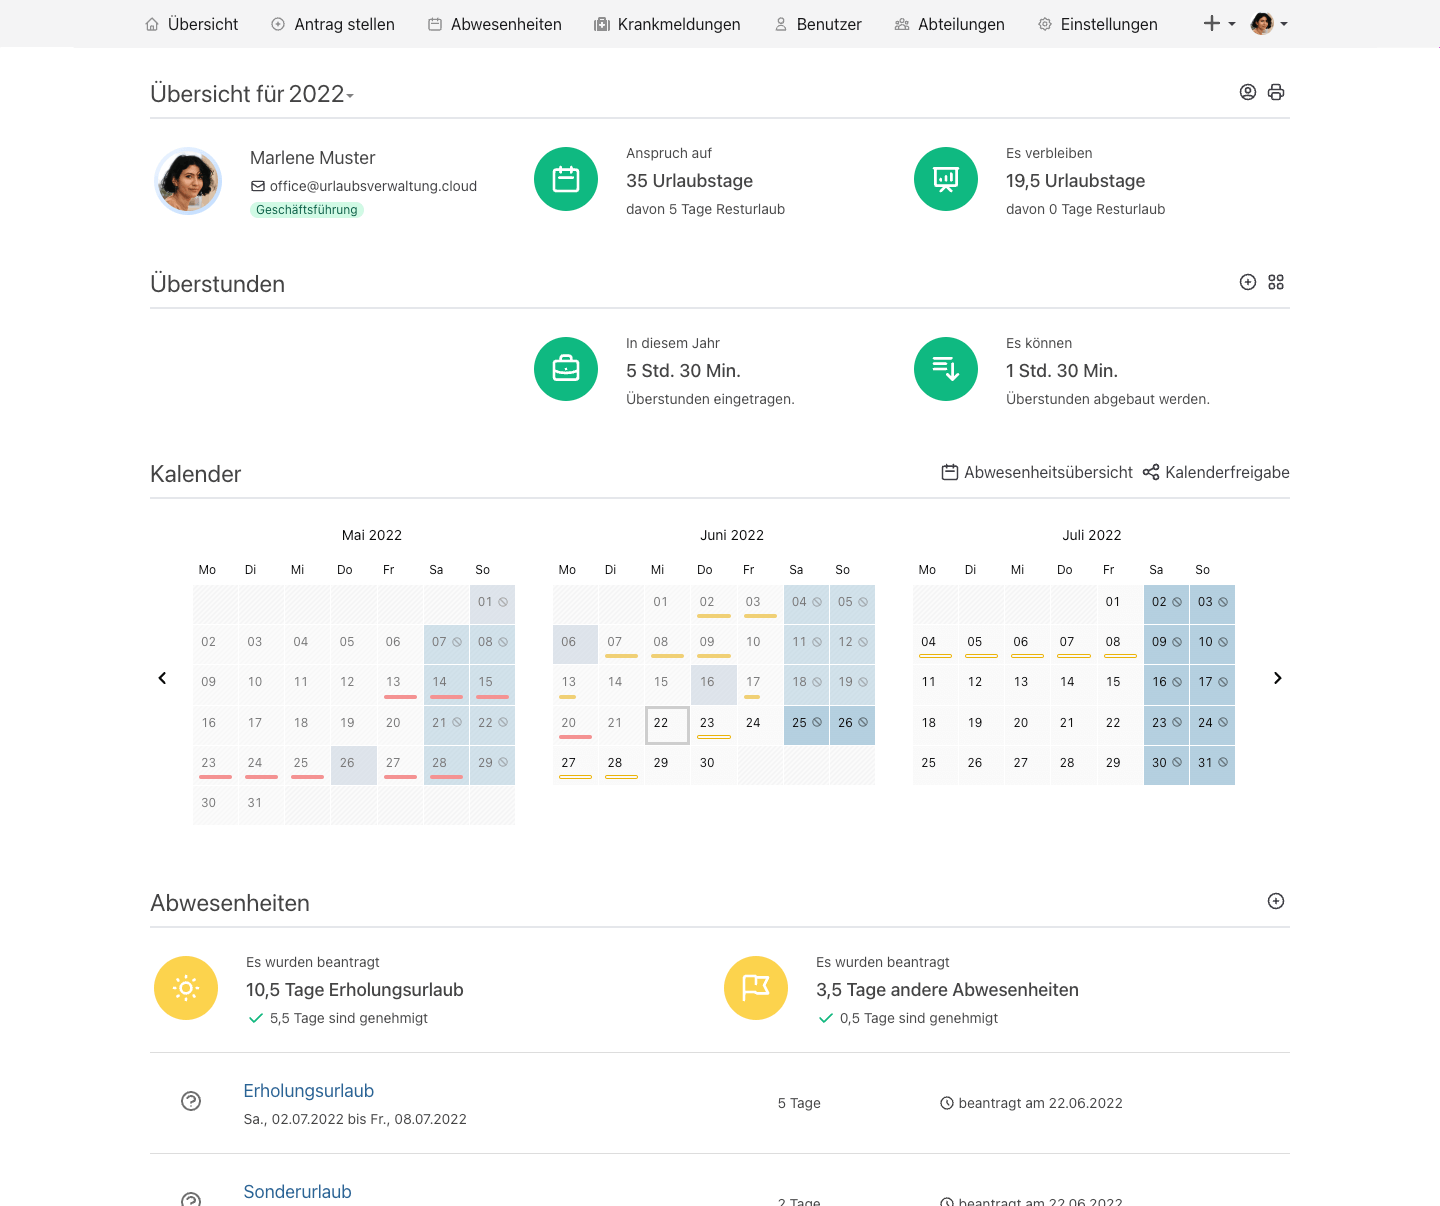 Übersicht Antrag stellen Abwesenheiten Krankmeldungen Benutzer Abteilungen Einstellungen
Übersicht für 2022
Marlene Muster
office@urlaubsverwaltung.cloud
Geschäftsführung
Anspruch auf
35 Urlaubstage
davon 5 Tage Resturlaub
Es verbleiben
19,5 Urlaubstage
davon 0 Tage Resturlaub
Überstunden
In diesem Jahr
5 Std. 30 Min.
Überstunden eingetragen.
Es können
1 Std. 30 Min.
Überstunden abgebaut werden.
Kalender
Abwesenheitsübersicht Kalenderfreigabe
Mai 2022
Mo Di Mi Do Fr Sa So
01
02 03 04 05 06 07 08
09 10 11 12 13 14 15
16 17 18 19 20 21 22
23 24 25 26 27 28 29
30 31
Juni 2022
Mo Di Mi Do Fr Sa So
01 02 03 04 05
06 07 08 09 10 11 12
13 14 15 16 17 18 19
20 21 22 23 24 25 26
27 28 29 30
Juli 2022
Mo Di Mi Do Fr Sa So
01 02 03
04 05 06 07 08 09 10
11 12 13 14 15 16 17
18 19 20 21 22 23 24
25 26 27 28 29 30 31
Abwesenheiten
Es wurden beantragt
10,5 Tage Erholungsurlaub
5,5 Tage sind genehmigt
Es wurden beantragt
3,5 Tage andere Abwesenheiten
0,5 Tage sind genehmigt
Erholungsurlaub
Sa., 02.07.2022 bis Fr., 08.07.2022
5 Tage
beantragt am 22.06.2022
Sonderurlaub
2 Tage
beantragt am 22.06.2022